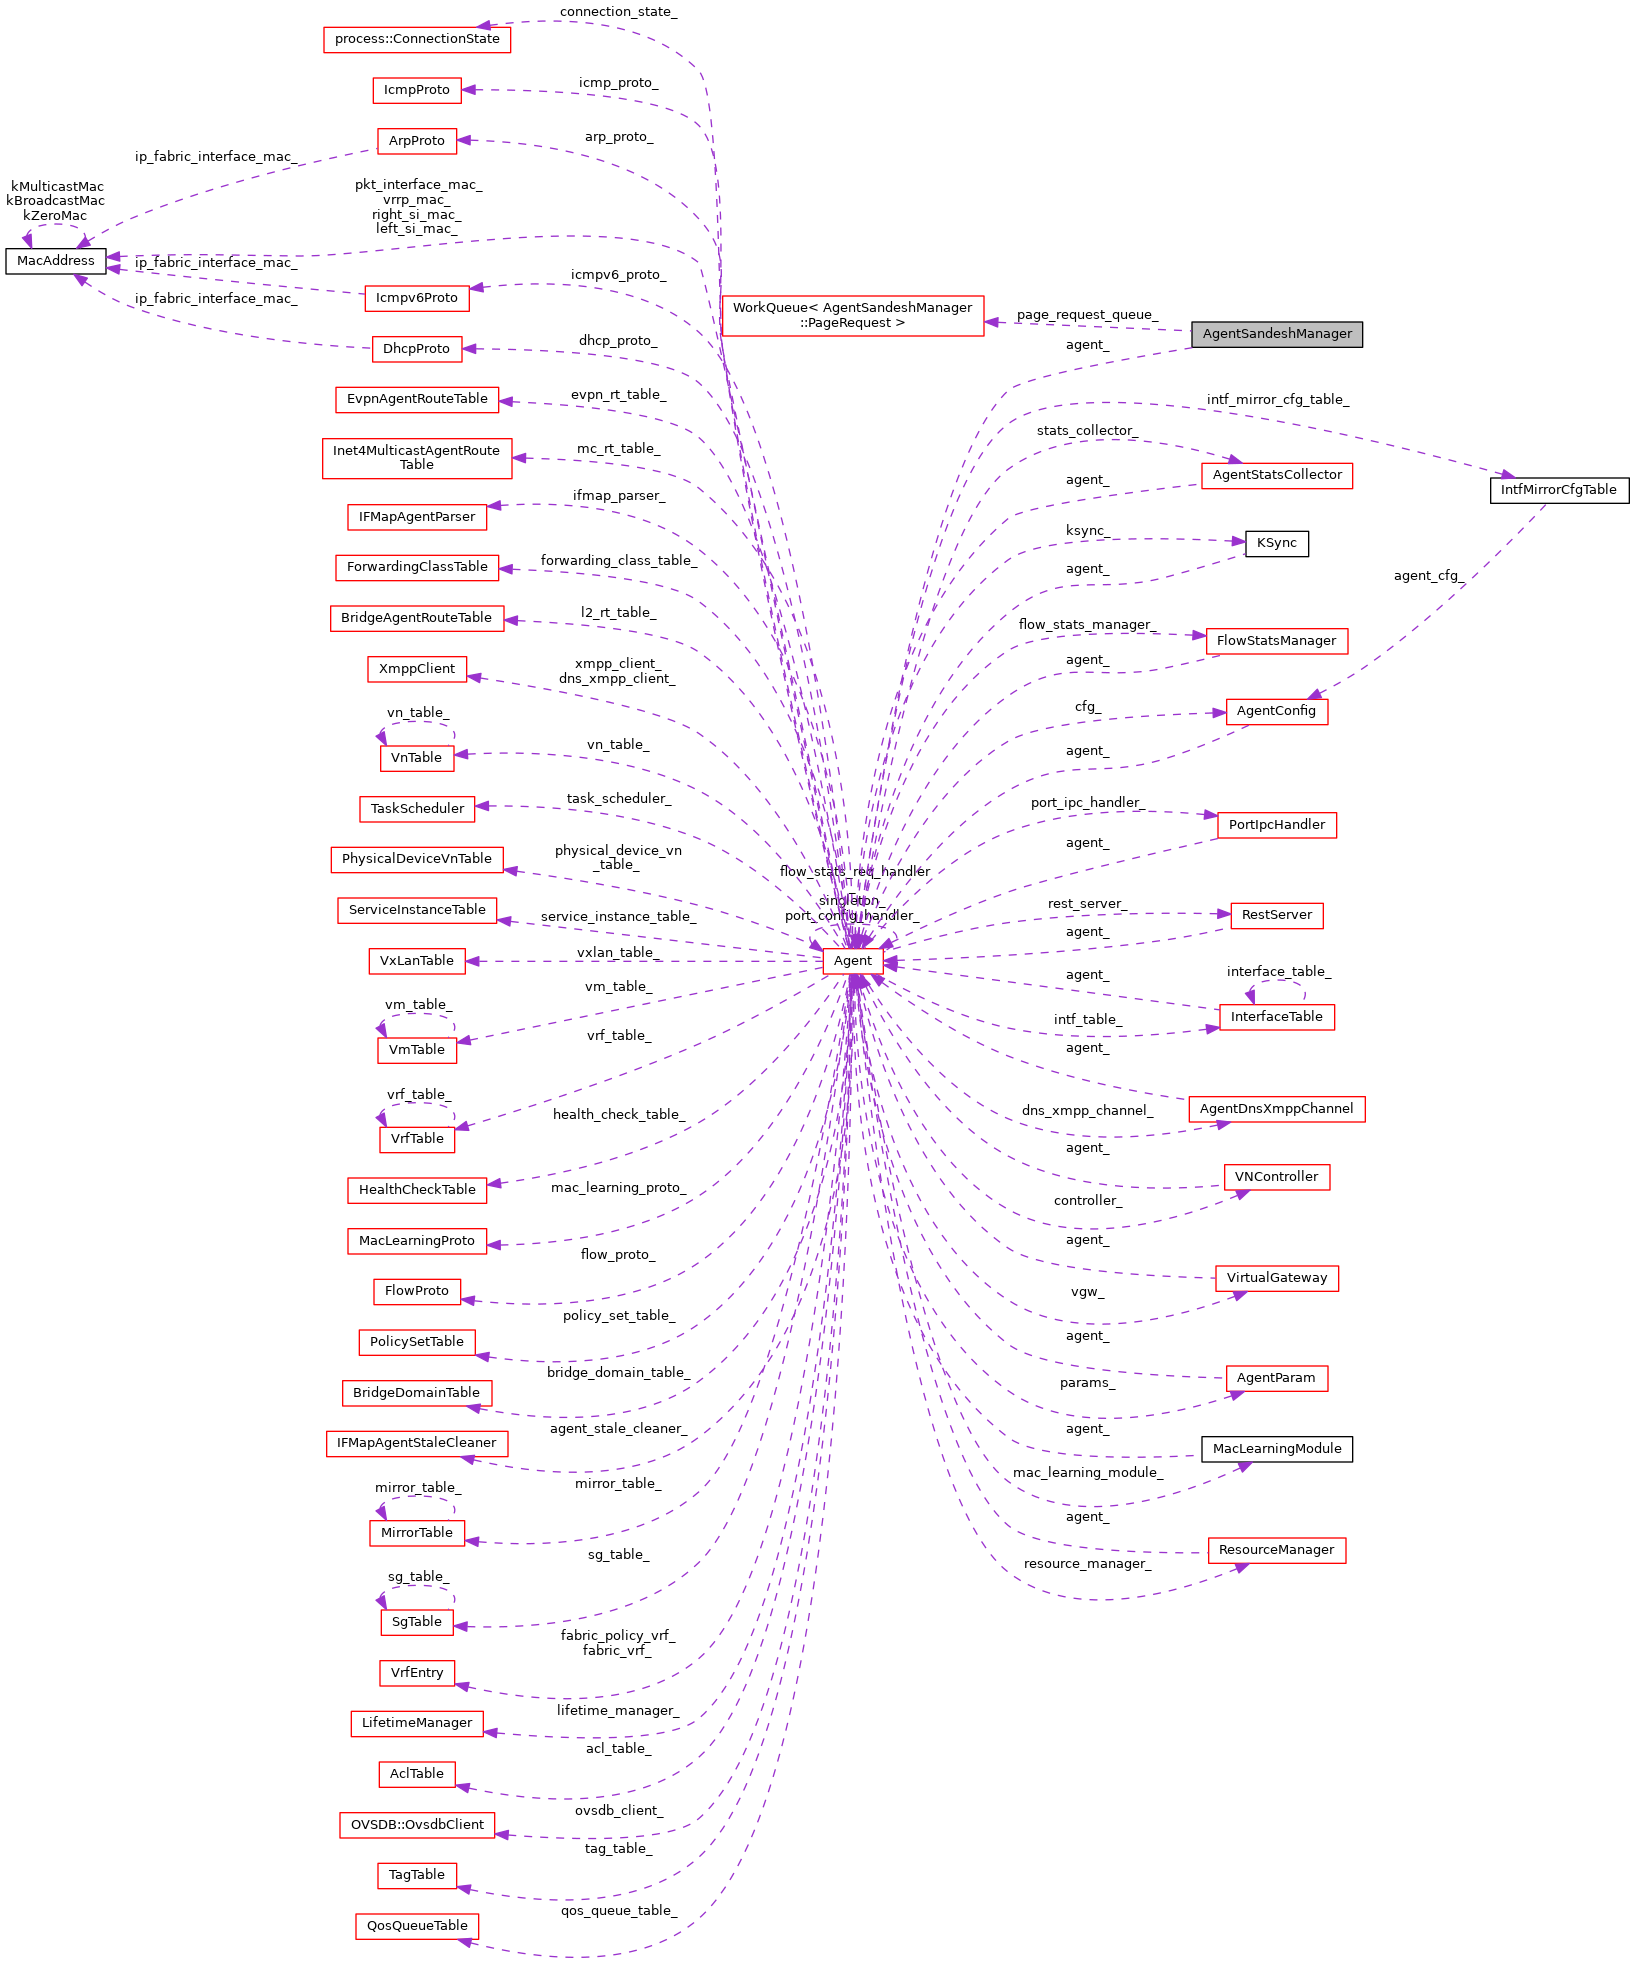 connection_state_
process::ConnectionState
icmp_proto_
IcmpProto
arp_proto_
ArpProto
ip_fabric_interface_mac_
kMulticastMac
kBroadcastMac
kZeroMac
MacAddress
pkt_interface_mac_
vrrp_mac_
right_si_mac_
left_si_mac_
ip_fabric_interface_mac_
icmpv6_proto_
Icmpv6Proto
ip_fabric_interface_mac_
dhcp_proto_
DhcpProto
evpn_rt_table_
EvpnAgentRouteTable
mc_rt_table_
Inet4MulticastAgentRoute
Table
ifmap_parser_
IFMapAgentParser
forwarding_class_table_
ForwardingClassTable
l2_rt_table_
BridgeAgentRouteTable
xmpp_client_
dns_xmpp_client_
XmppClient
vn_table_
vn_table_
VnTable
task_scheduler_
TaskScheduler
physical_device_vn
_table_
PhysicalDeviceVnTable
service_instance_table_
ServiceInstanceTable
vxlan_table_
VxLanTable
vm_table_
vm_table_
VmTable
vrf_table_
vrf_table_
VrfTable
health_check_table_
HealthCheckTable
mac_learning_proto_
MacLearningProto
flow_proto_
FlowProto
policy_set_table_
PolicySetTable
bridge_domain_table_
BridgeDomainTable
agent_stale_cleaner_
IFMapAgentStaleCleaner
mirror_table_
mirror_table_
MirrorTable
sg_table_
sg_table_
SgTable
fabric_policy_vrf_
fabric_vrf_
VrfEntry
lifetime_manager_
LifetimeManager
acl_table_
AclTable
ovsdb_client_
OVSDB::OvsdbClient
tag_table_
TagTable
qos_queue_table_
QosQueueTable
WorkQueue< AgentSandeshManager
::PageRequest >
page_request_queue_
AgentSandeshManager
agent_
intf_mirror_cfg_table_
IntfMirrorCfgTable
agent_cfg_
stats_collector_
AgentStatsCollector
agent_
ksync_
KSync
agent_
flow_stats_manager_
FlowStatsManager
agent_
cfg_
AgentConfig
agent_
port_ipc_handler_
PortIpcHandler
agent_
flow_stats_req_handler
_
singleton_
port_config_handler_
Agent
rest_server_
RestServer
agent_
agent_
interface_table_
InterfaceTable
intf_table_
agent_
AgentDnsXmppChannel
dns_xmpp_channel_
agent_
VNController
controller_
agent_
VirtualGateway
vgw_
agent_
AgentParam
params_
agent_
MacLearningModule
mac_learning_module_
agent_
ResourceManager
resource_manager_